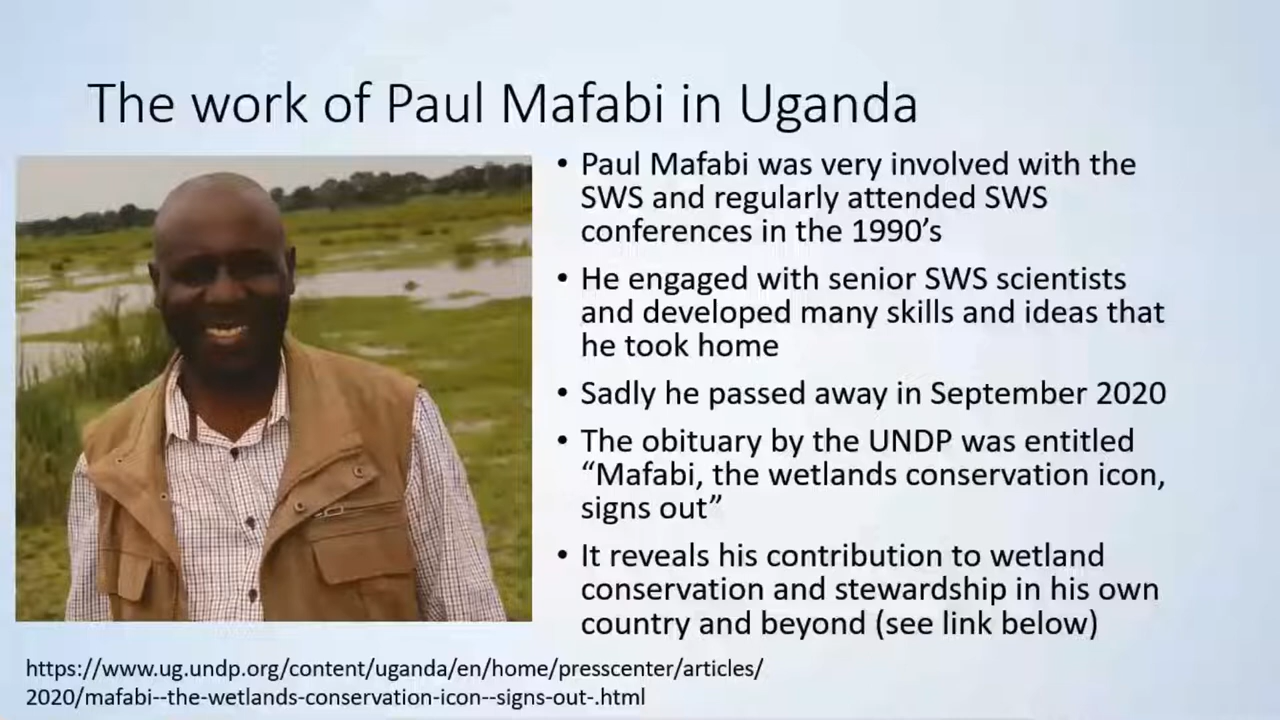 The work of Paul Mafabi in Uganda
• Paul Mafabi was very involved with the
SWS and regularly attended SWS
conferences in the 1990’s
• He engaged with senior SWS scientists
and developed many skills and ideas that
he took home
• Sadly he passed away in September 2020
• The obituary by the UNDP was entitled
“Mafabi, the wetlands conservation icon,
signs out”
• It reveals his contribution to wetland
conservation and stewardship in his own
country and beyond (see link below)
https://www.ug.undp.org/content/uganda/en/home/presscenter/articles/
2020/mafabi--the-wetlands-conservation-icon--signs-out-.html